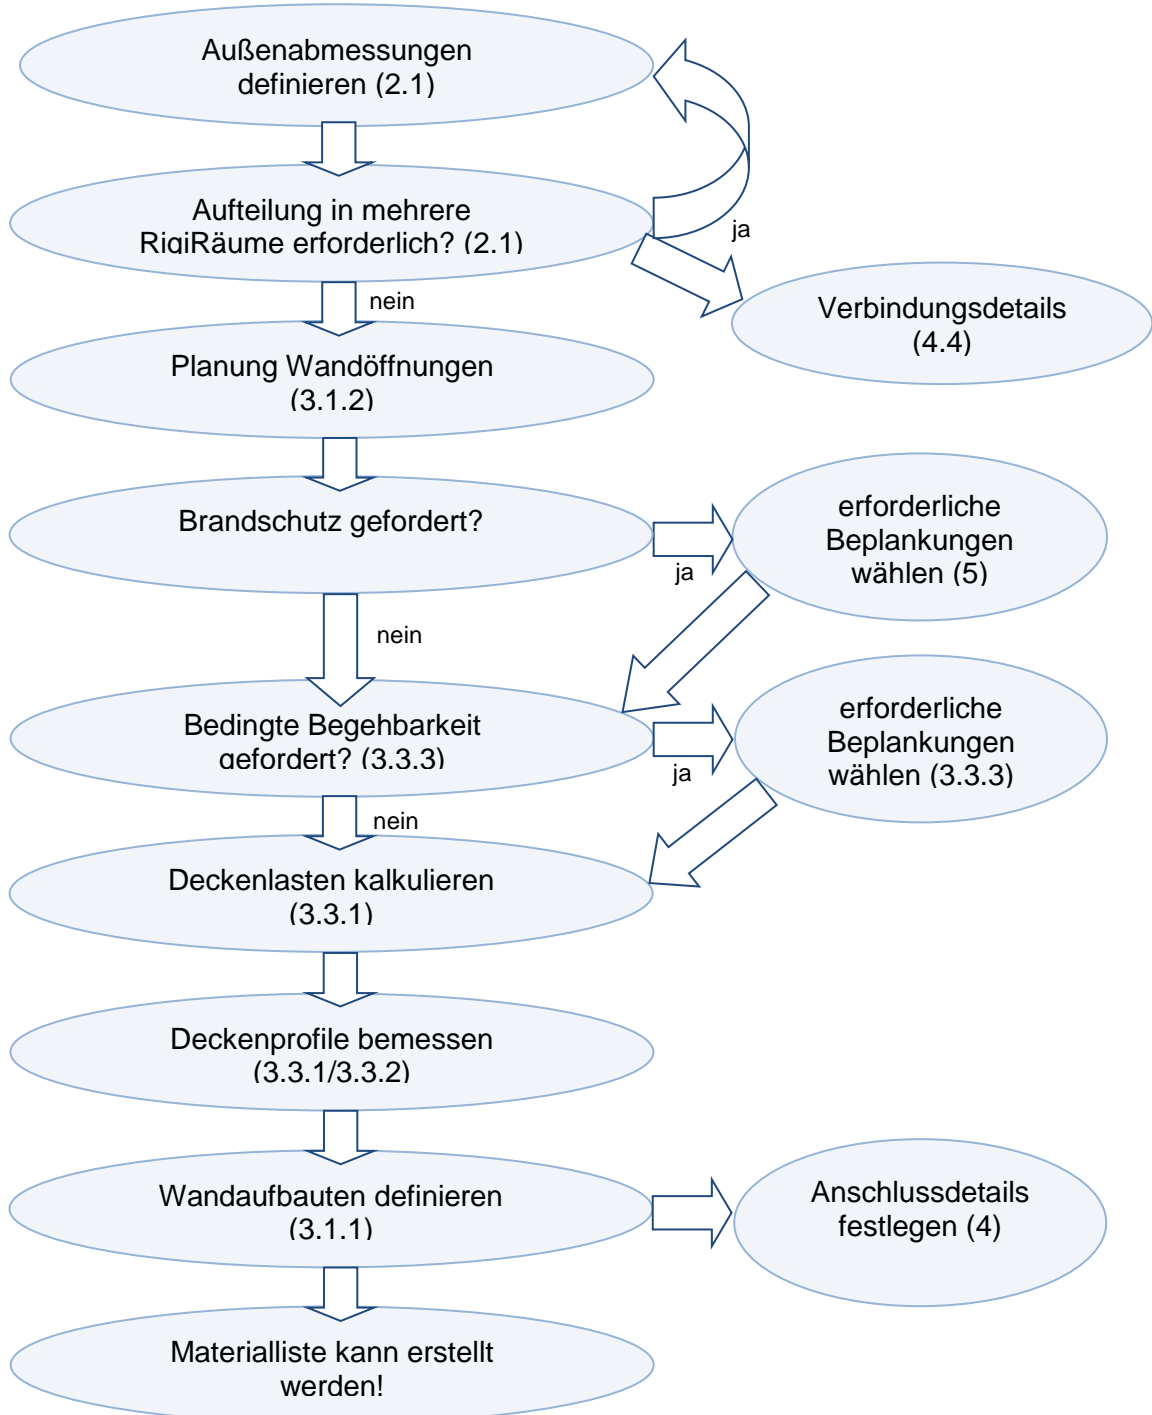 Außenabmessungen
definieren (2.1)
Aufteilung in mehrere
RigiRäume erforderlich? (2.1)
ja
nein
Verbindungsdetails
(4.4)
Planung Wandöffnungen
(3.1.2)
Brandschutz gefordert?
ja
erforderliche
Beplankungen
wählen (5)
nein
Bedingte Begehbarkeit
gefordert? (3.3.3)
ja
erforderliche
Beplankungen
wählen (3.3.3)
nein
Deckenlasten kalkulieren
(3.3.1)
Deckenprofile bemessen
(3.3.1/3.3.2)
Wandaufbauten definieren
(3.1.1)
Anschlussdetails
festlegen (4)
Materialliste kann erstellt
werden!